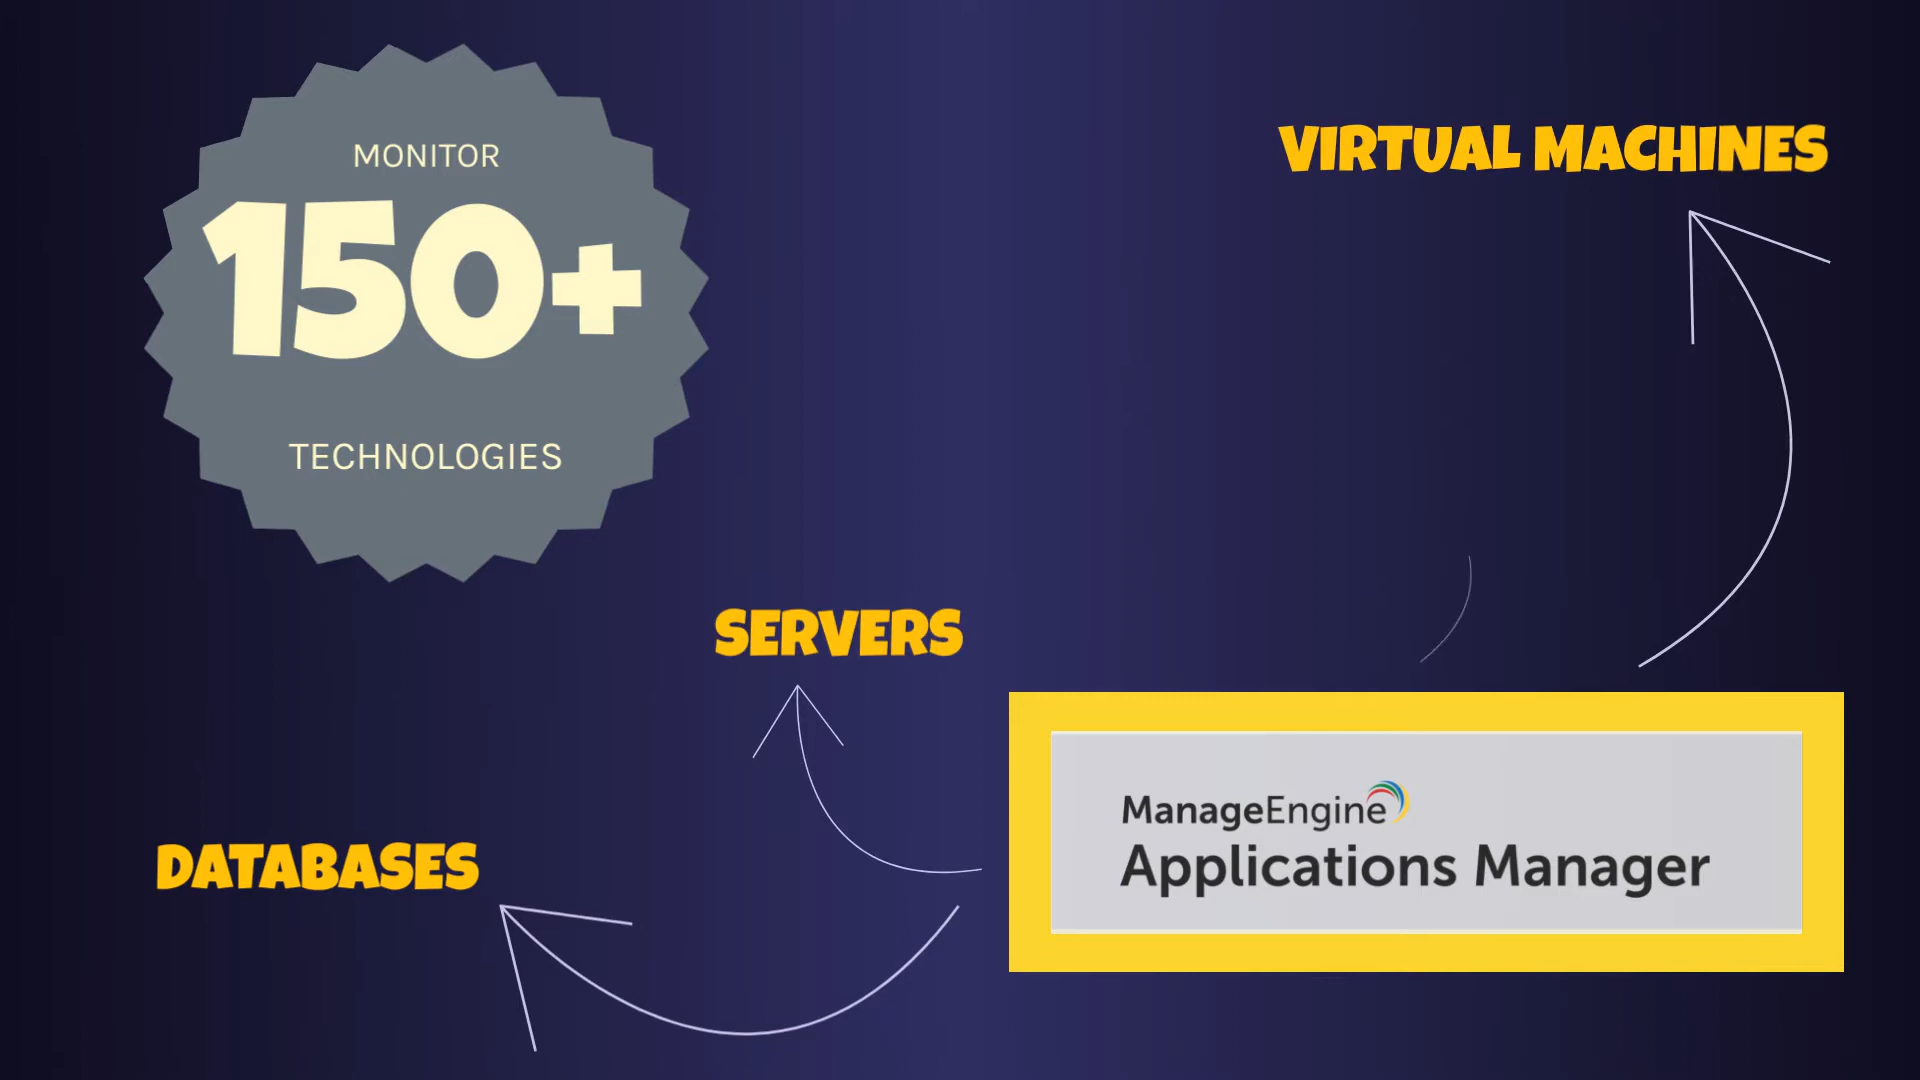 MONITOR
150+
TECHNOLOGIES
VIRTUAL MACHINES
SERVERS
DATABASES
ManageEngine
Applications Manager